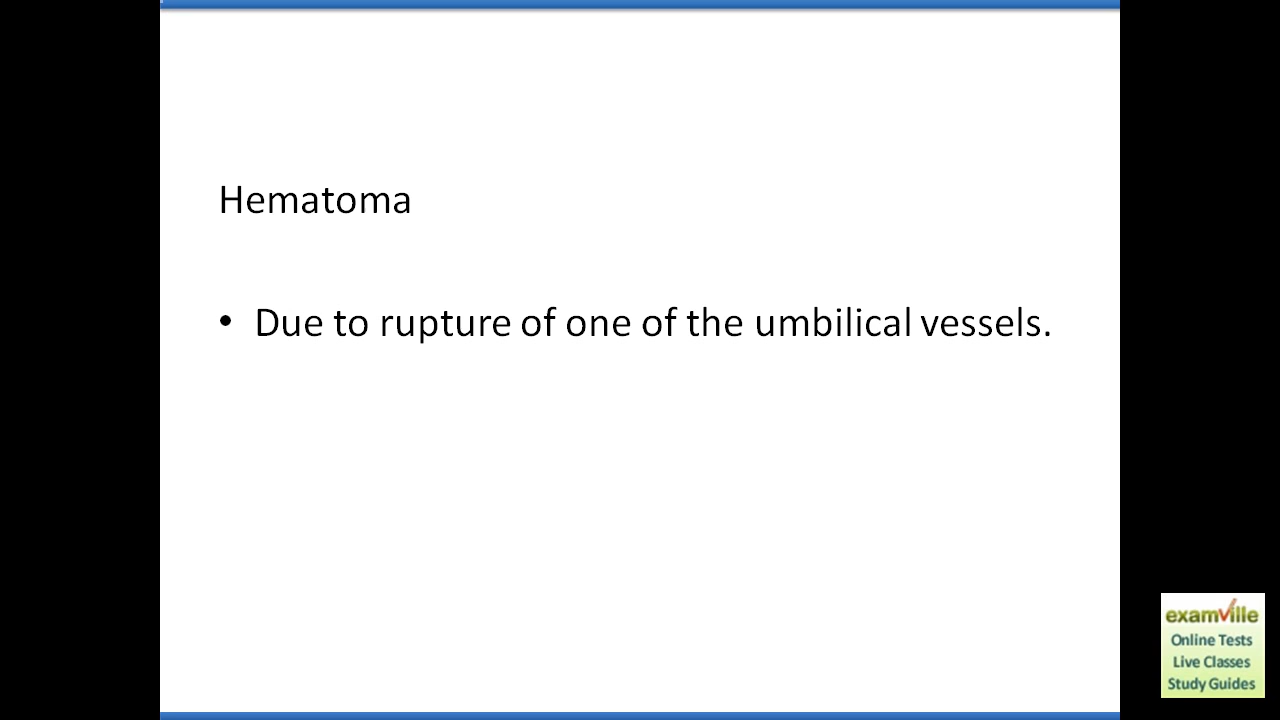 Hematoma
• Due to rupture of one of the umbilical vessels.
examville
Online Tests
Live Classes
Study Guides